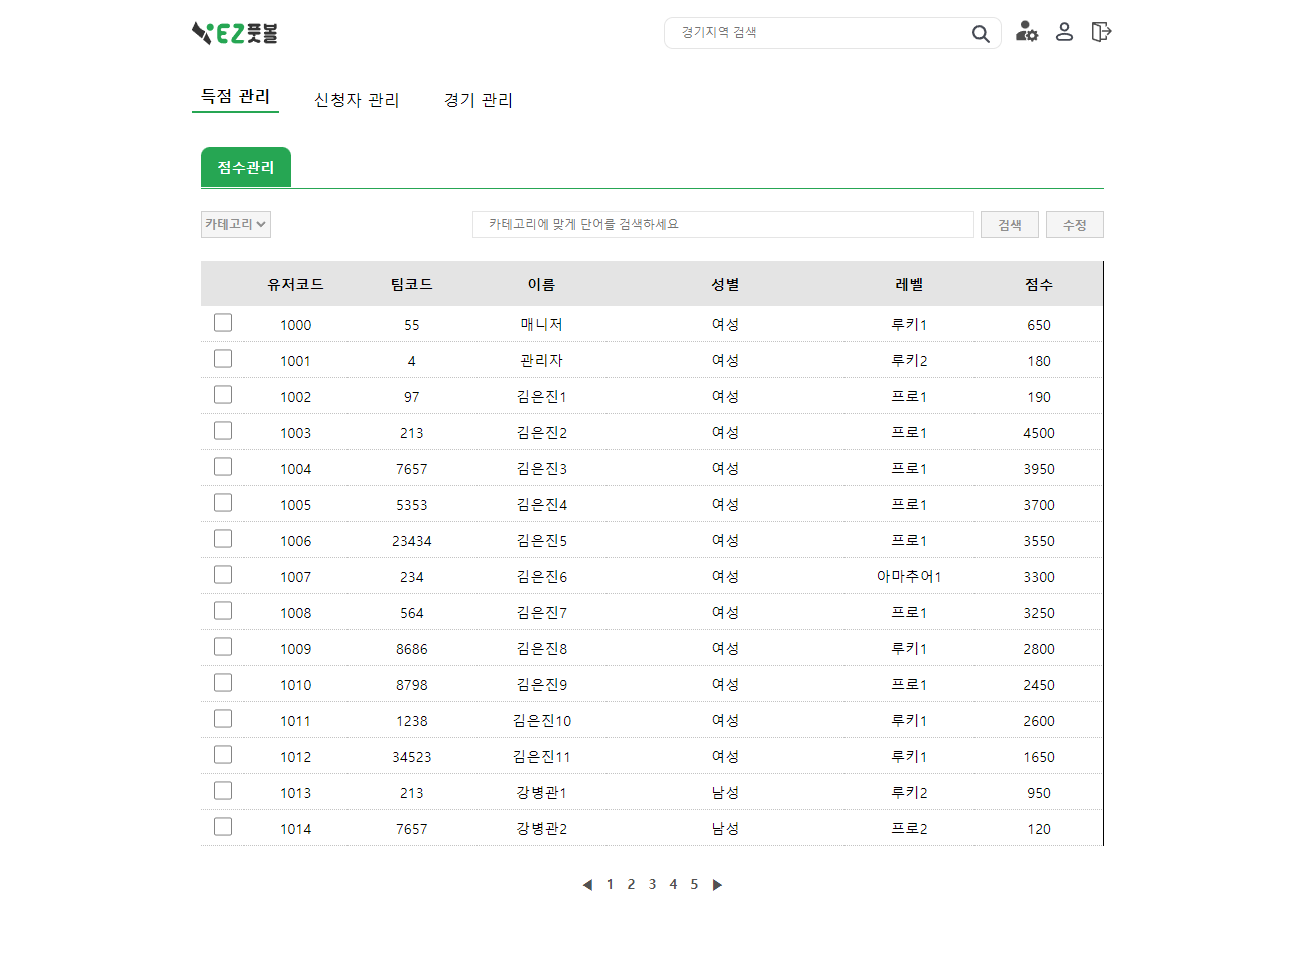 EZ풋볼
경기지역 검색
득점 관리 신청자 관리 경기 관리
점수관리
카테고리 카테고리에 맞게 단어를 검색하세요 검색 수정
유저코드 팀코드 이름 성별 레벨 점수
1000 55 매니저 여성 루키1 650
1001 4 관리자 여성 루키2 180
1002 97 김은진1 여성 프로1 190
1003 213 김은진2 여성 프로1 4500
1004 7657 김은진3 여성 프로1 3950
1005 5353 김은진4 여성 프로1 3700
1006 23434 김은진5 여성 프로1 3550
1007 234 김은진6 여성 아마추어1 3300
1008 564 김은진7 여성 프로1 3250
1009 8686 김은진8 여성 루키1 2800
1010 8798 김은진9 여성 프로1 2450
1011 1238 김은진10 여성 루키1 2600
1012 34523 김은진11 여성 루키1 1650
1013 213 강병관1 남성 루키2 950
1014 7657 강병관2 남성 프로2 120
◀ 1 2 3 4 5 ▶